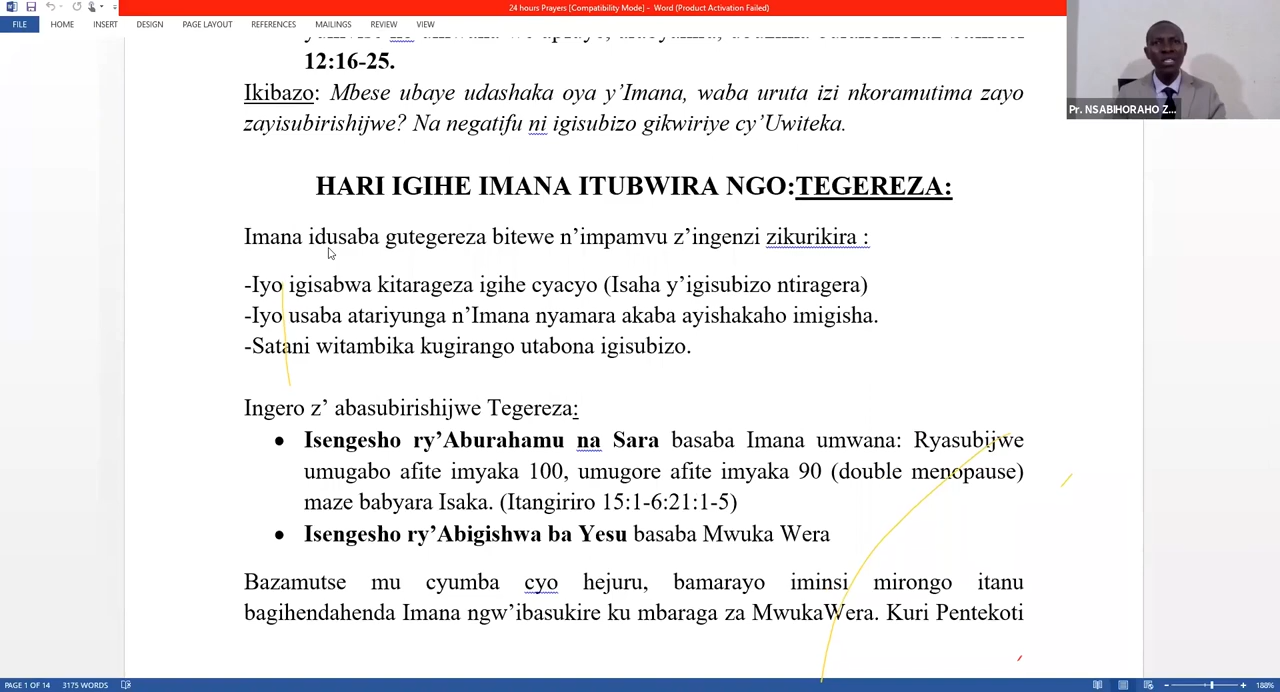 24 hours Prayers [Compatibility Mode] - Word (Product Activation Failed)
FILE HOME INSERT DESIGN PAGE LAYOUT REFERENCES MAILINGS REVIEW VIEW
12:16-25.
Ikibazo: Mbese ubaye udashaka oya y’Imana, waba uruta izi nkoramutima zayo
zayisubirishijwe? Na negatifu ni igisubizo gikwiriye cy’Uwiteka.
HARI IGIHE IMANA ITUBWIRA NGO:TEGEREZA:
Imana idusaba gutegereza bitewe n’impamvu z’ingenzi zikurikira :
-Iyo igisabwa kitarageza igihe cyacyo (Isaha y’igisubizo ntiragera)
-Iyo usaba atariyunga n’Imana nyamara akaba ayishakaho imigisha.
-Satani witambika kugirango utabona igisubizo.
Ingero z’ abasubirishijwe Tegereza:
• Isengesho ry’Aburahamu na Sara basaba Imana umwana: Ryasubijwe
umugabo afite imyaka 100, umugore afite imyaka 90 (double menopause)
maze babyara Isaka. (Itangiriro 15:1-6:21:1-5)
• Isengesho ry’Abigishwa ba Yesu basaba Mwuka Wera
Bazamutse mu cyumba cyo hejuru, bamarayo iminsi mirongo itanu
bagihendahenda Imana ngw’ibasukire ku mbaraga za MwukaWera. Kuri Pentekoti
Pr. NSABIHORAHO Z...
PAGE 1 OF 14 3175 WORDS 188%